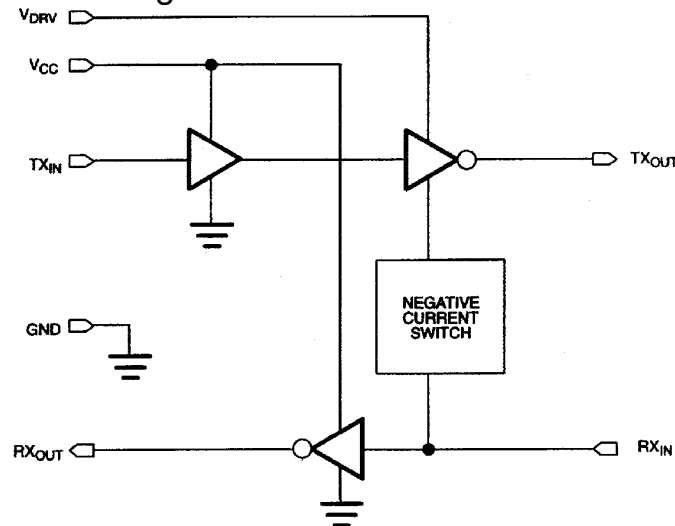 VDRV
VCC
TXIN
TXOUT
NEGATIVE
CURRENT
SWITCH
GND
RXOUT
RXIN